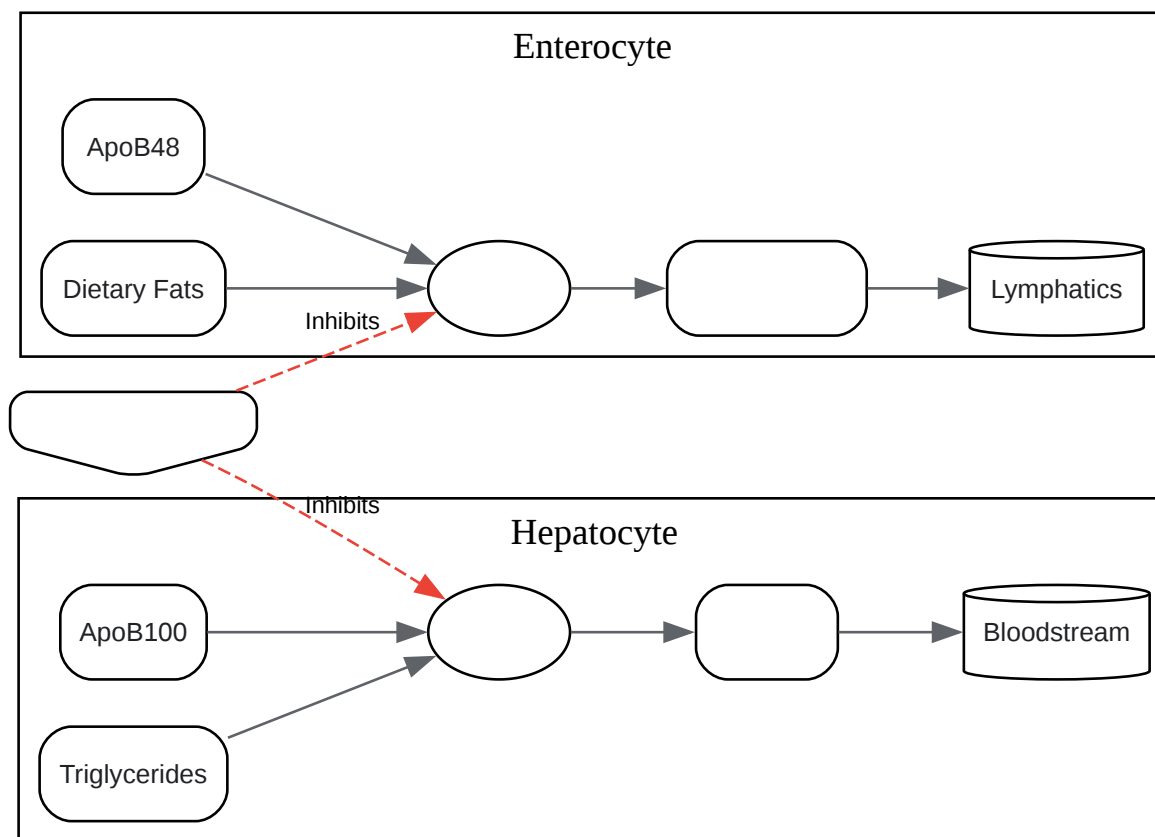 Enterocyte
ApoB48
Dietary Fats
Lymphatics
Inhibits
Inhibits
Hepatocyte
ApoB100
Bloodstream
Triglycerides